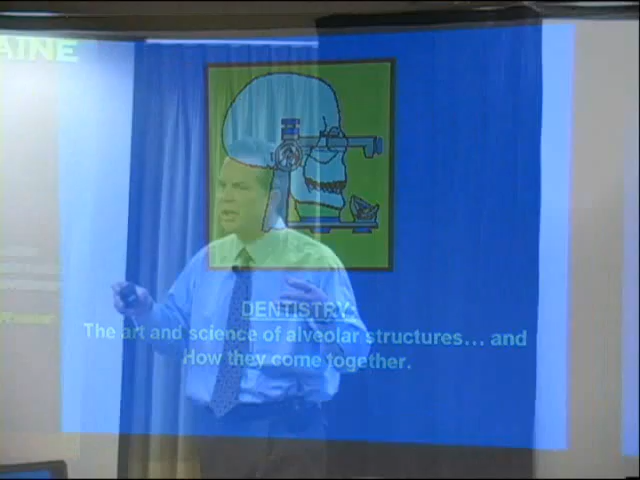 AINE
DENTISTRY:
The art and science of alveolar structures... and
How they come together.